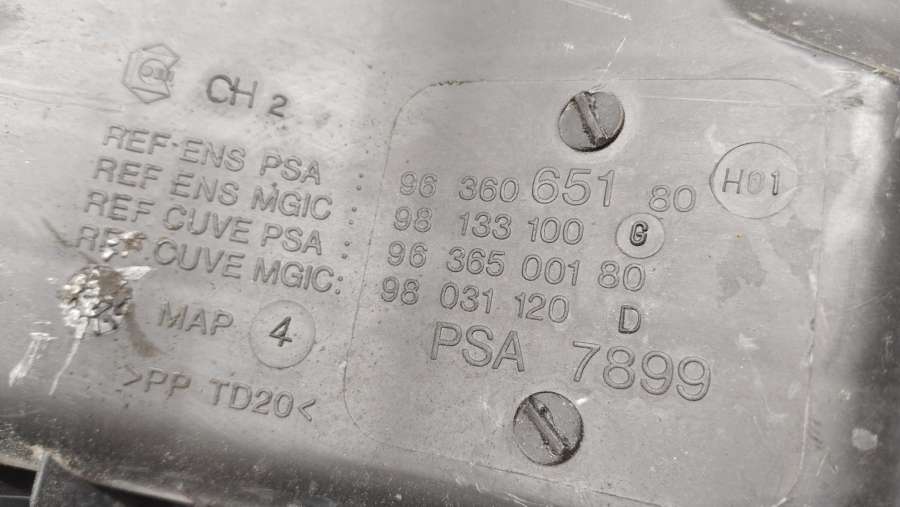 CH 2
REF ENS PSA : 96 360 651 80 H01
REF ENS MGIC : 98 133 100 G
REF CUVE PSA : 96 365 001 80
REF CUVE MGIC: 98 031 120 D
MAP 4
PSA 7899
>PP TD20<